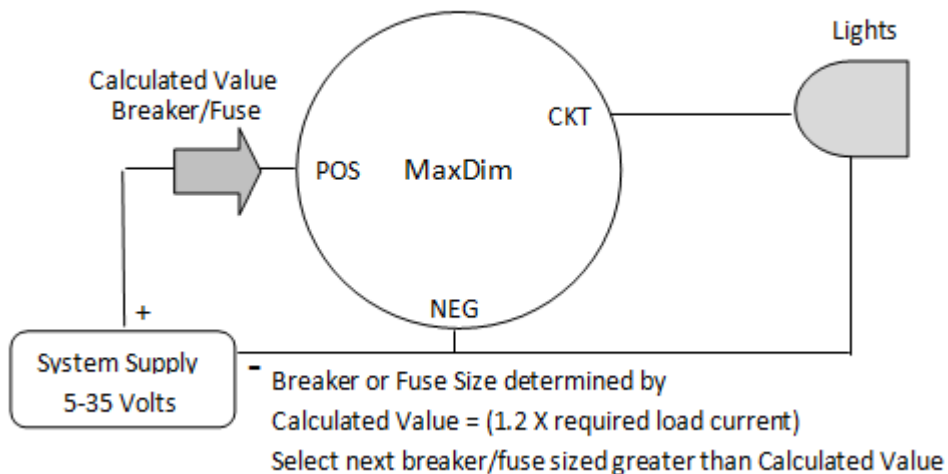 Lights
Calculated Value
Breaker/Fuse
CKT
POS
MaxDim
NEG
+
System Supply
5-35 Volts
-
Breaker or Fuse Size determined by
Calculated Value = (1.2 X required load current)
Select next breaker/fuse sized greater than Calculated Value